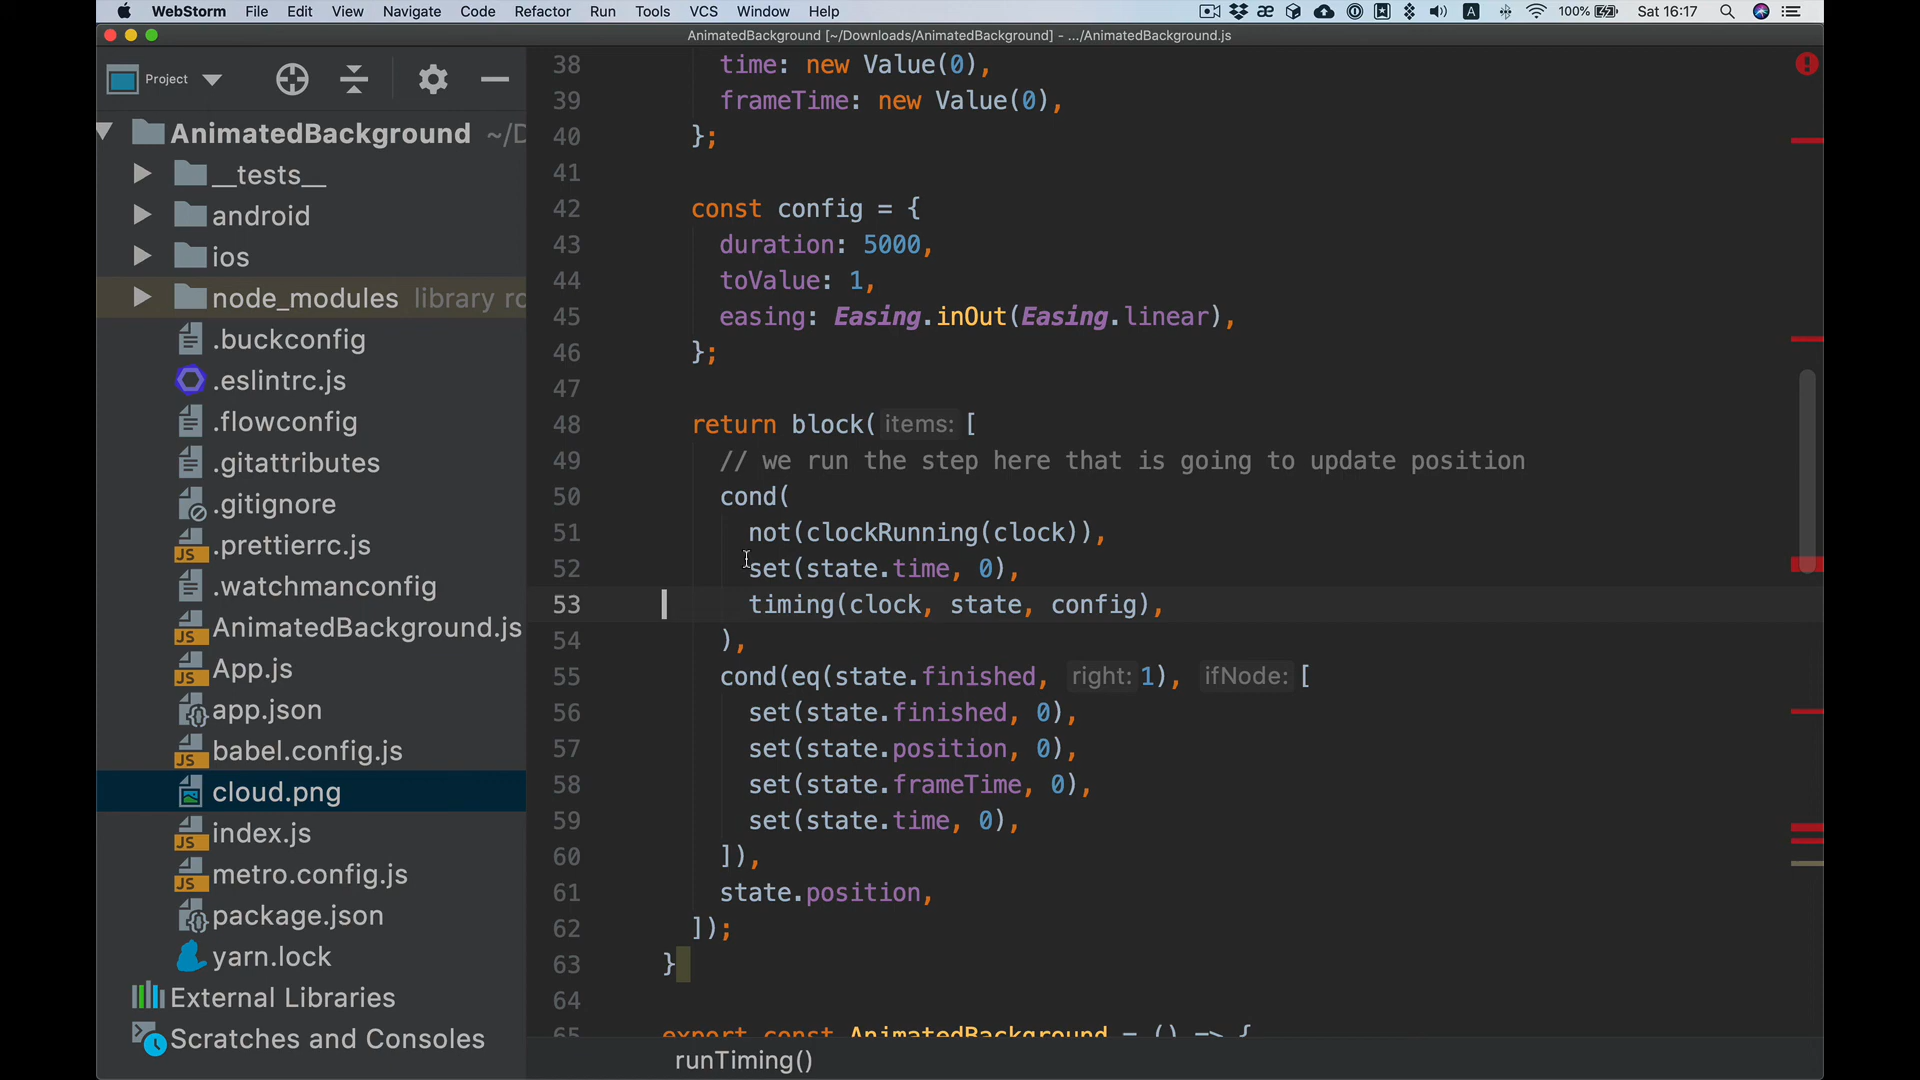 WebStorm File Edit View Navigate Code Refactor Run Tools VCS Window Help
100% Sat 16:17
AnimatedBackground [~/Downloads/AnimatedBackground] - .../AnimatedBackground.js
Project
AnimatedBackground ~/D
__tests__
android
ios
node_modules library ro
.buckconfig
.eslintrc.js
.flowconfig
.gitattributes
.gitignore
.prettierrc.js
.watchmanconfig
AnimatedBackground.js
App.js
app.json
babel.config.js
cloud.png
index.js
metro.config.js
package.json
yarn.lock
External Libraries
Scratches and Consoles
38 time: new Value(0),
39 frameTime: new Value(0),
40 };
41
42 const config = {
43 duration: 5000,
44 toValue: 1,
45 easing: Easing.inOut(Easing.linear),
46 };
47
48 return block( items: [
49 // we run the step here that is going to update position
50 cond(
51 not(clockRunning(clock)),
52 set(state.time, 0),
53 timing(clock, state, config),
54 ),
55 cond(eq(state.finished, right: 1), ifNode: [
56 set(state.finished, 0),
57 set(state.position, 0),
58 set(state.frameTime, 0),
59 set(state.time, 0),
60 ]),
61 state.position,
62 ]);
63 }
64
65 export const AnimatedBackground = () => {
runTiming()